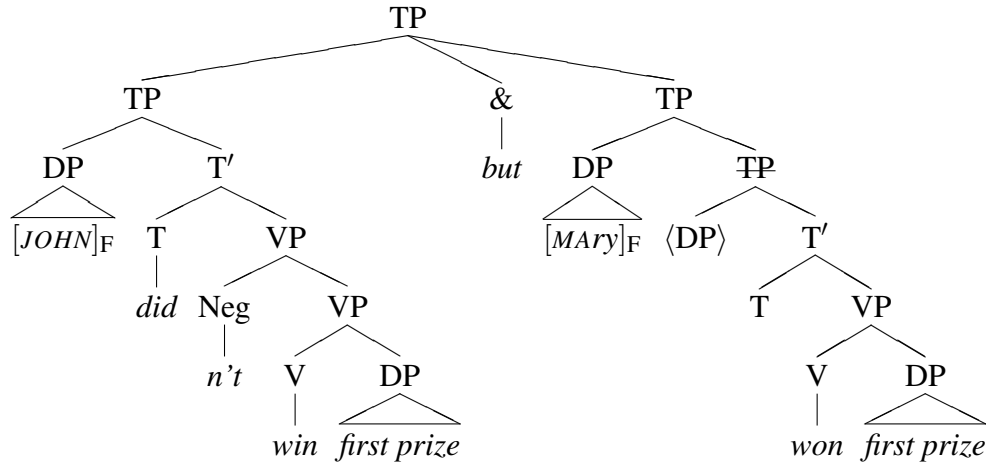 TP
TP & TP
DP T′ but DP T̶P̶
[JOHN]F T VP [MAry]F ⟨DP⟩ T′
did Neg VP T VP
n't V DP V DP
win first prize won first prize